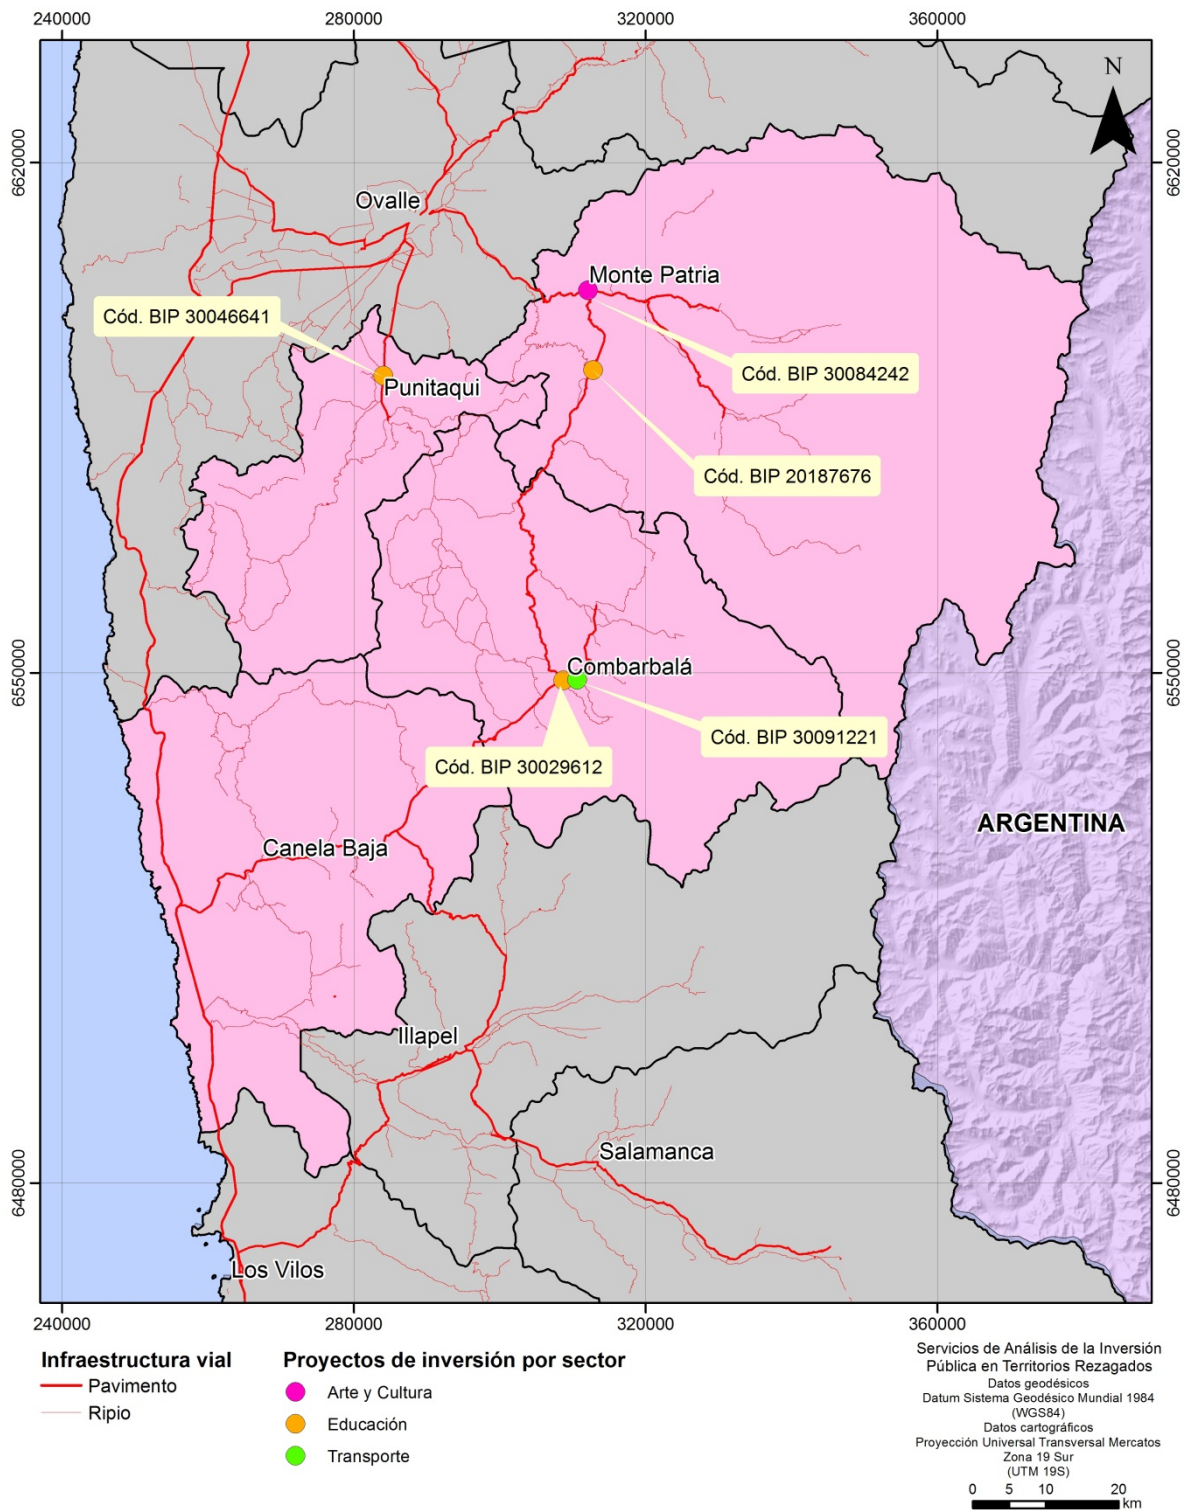 240000
280000
320000
360000
N
6620000
6620000
Ovalle
Monte Patria
Cód. BIP 30046641
Cód. BIP 30084242
Punitaqui
Cód. BIP 20187676
6550000
6550000
Combarbalá
Cód. BIP 30091221
Cód. BIP 30029612
ARGENTINA
Canela Baja
Illapel
Salamanca
6480000
6480000
Los Vilos
240000
280000
320000
360000
Infraestructura vial
Pavimento
Ripio
Proyectos de inversión por sector
Arte y Cultura
Educación
Transporte
Servicios de Análisis de la Inversión
Pública en Territorios Rezagados
Datos geodésicos
Datum Sistema Geodésico Mundial 1984
(WGS84)
Datos cartográficos
Proyección Universal Transversal Mercatos
Zona 19 Sur
(UTM 19S)
0 5 10 20
km